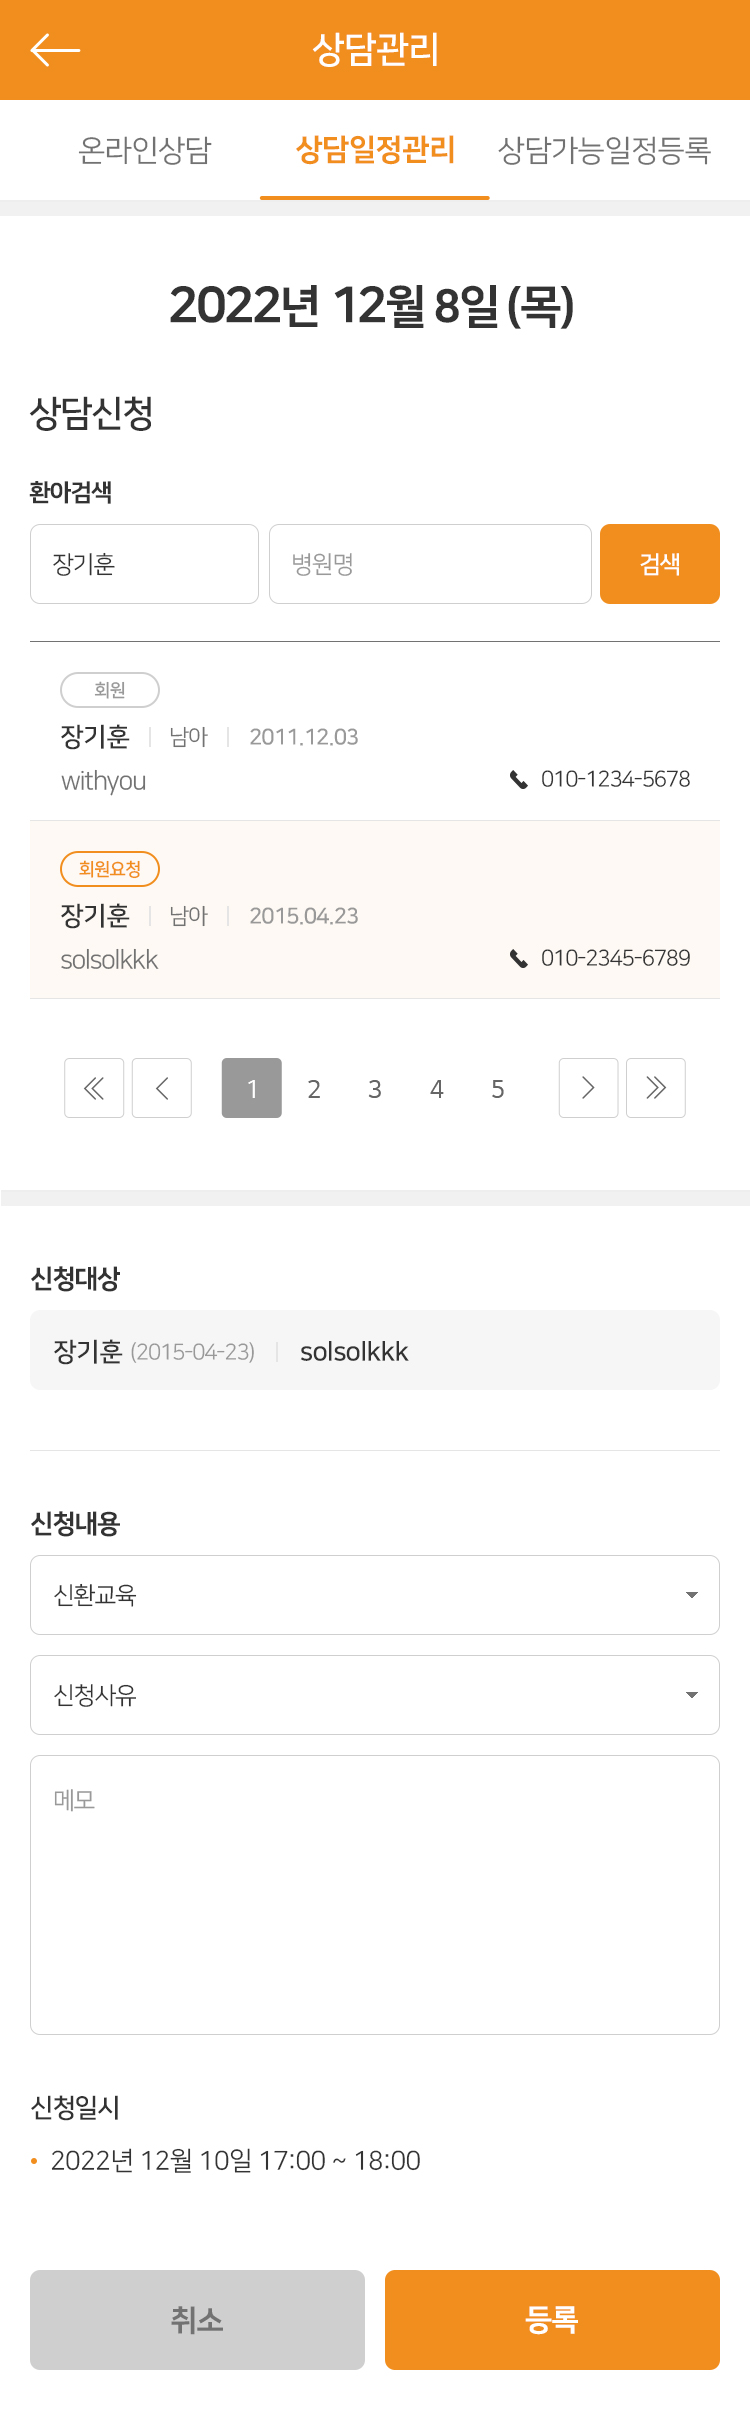 상담관리
온라인상담 상담일정관리 상담가능일정등록
2022년 12월 8일 (목)
상담신청
환아검색
장기훈 병원명 검색
회원
장기훈 남아 2011.12.03
withyou 010-1234-5678
회원요청
장기훈 남아 2015.04.23
solsolkkk 010-2345-6789
1 2 3 4 5
신청대상
장기훈 (2015-04-23) solsolkkk
신청내용
신환교육
신청사유
메모
신청일시
2022년 12월 10일 17:00 ~ 18:00
취소 등록